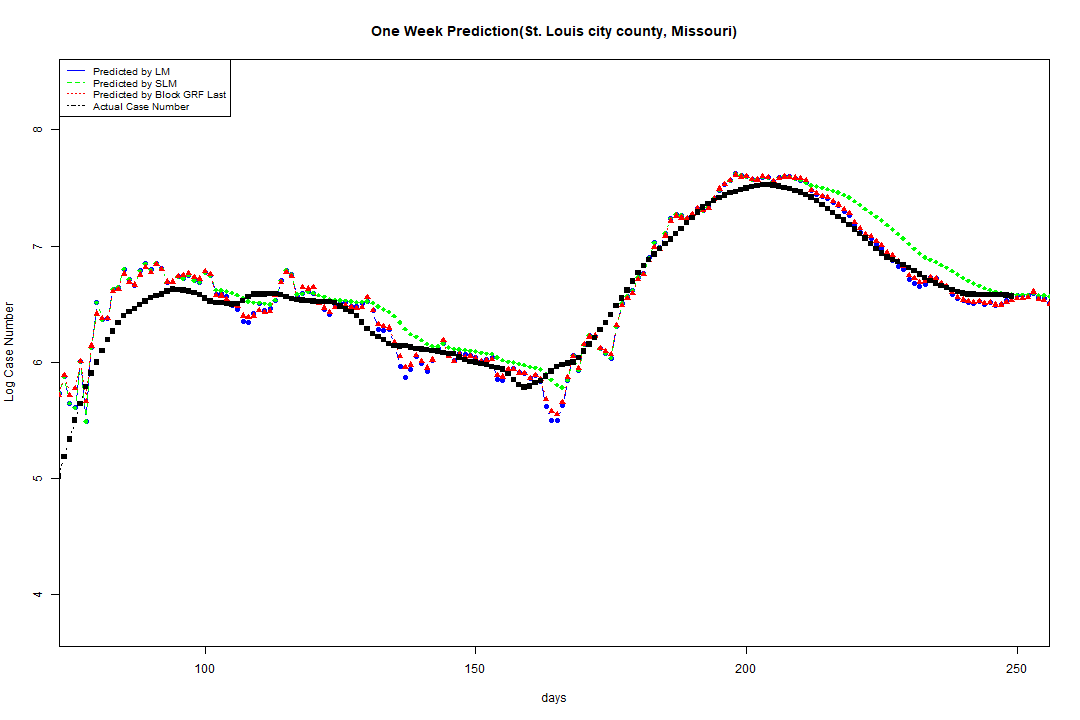 One Week Prediction(St. Louis city county, Missouri)
Predicted by LM
Predicted by SLM
Predicted by Block GRF Last
Actual Case Number
8
7
6
5
4
Log Case Number
100 150 200 250
days